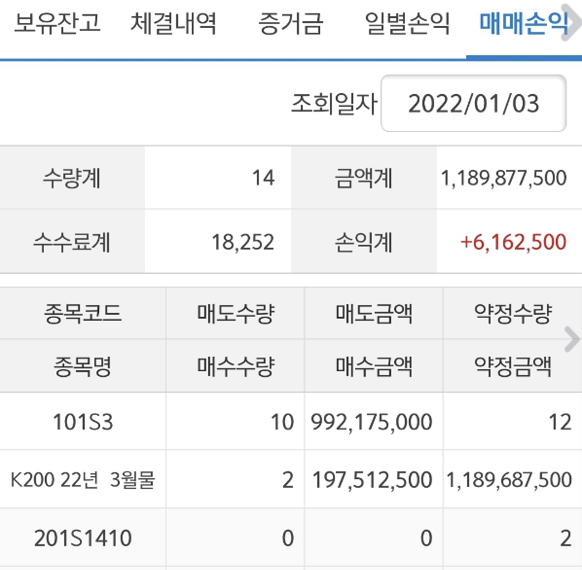 보유잔고 체결내역 증거금 일별손익 매매손익
조회일자 2022/01/03
수량계 14 금액계 1,189,877,500
수수료계 18,252 손익계 +6,162,500
종목코드 매도수량 매도금액 약정수량
종목명 매수수량 매수금액 약정금액
101S3 10 992,175,000 12
K200 22년 3월물 2 197,512,500 1,189,687,500
201S1410 0 0 2